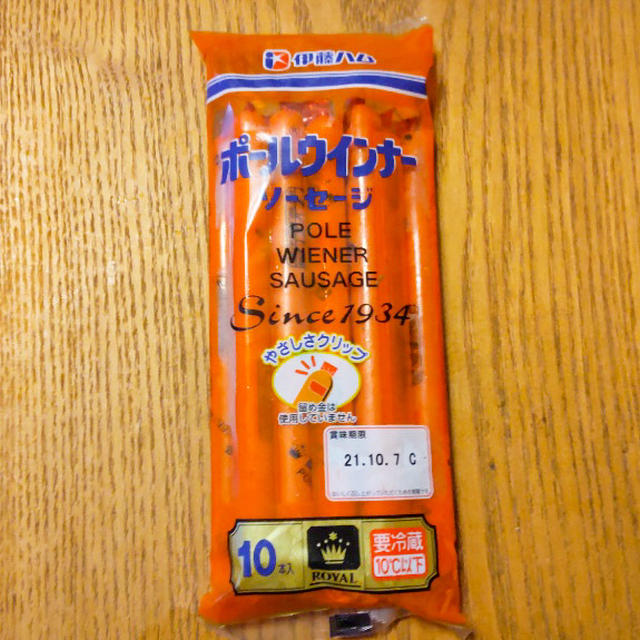 伊藤ハム
ポールウインナー
ソーセージ
POLE
WIENER
SAUSAGE
Since 1934
やさしさクリップ
留め金は
使用していません
賞味期限
21.10.7 C
10本入
ROYAL
要冷蔵
10℃以下